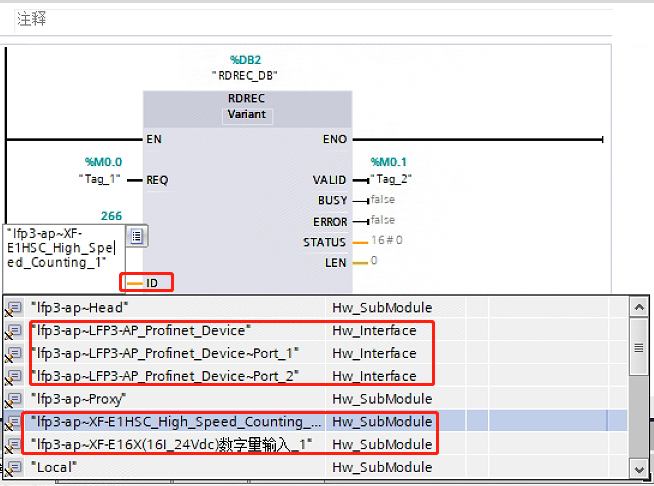 注释
%DB2
"RDREC_DB"
RDREC
Variant
EN
ENO
%M0.0
%M0.1
"Tag_1"
REQ
VALID
"Tag_2"
BUSY
false
266
ERROR
false
"lfp3-ap~XF-
E1HSC_High_Spe
ed_Counting_1"
STATUS
16#0
LEN
0
ID
"lfp3-ap~Head" Hw_SubModule
"lfp3-ap~LFP3-AP_Profinet_Device" Hw_Interface
"lfp3-ap~LFP3-AP_Profinet_Device~Port_1" Hw_Interface
"lfp3-ap~LFP3-AP_Profinet_Device~Port_2" Hw_Interface
"lfp3-ap~Proxy" Hw_SubModule
"lfp3-ap~XF-E1HSC_High_Speed_Counting_... Hw_SubModule
"lfp3-ap~XF-E16X(16I_24Vdc)数字量输入_1" Hw_SubModule
"Local" Hw_SubModule